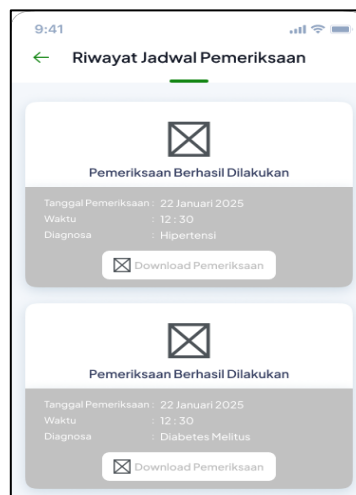 9:41
Riwayat Jadwal Pemeriksaan
Pemeriksaan Berhasil Dilakukan
Tanggal Pemeriksaan : 22 Januari 2025
Waktu : 12 : 30
Diagnosa : Hipertensi
Download Pemeriksaan
Pemeriksaan Berhasil Dilakukan
Tanggal Pemeriksaan : 22 Januari 2025
Waktu : 12 : 30
Diagnosa : Diabetes Melitus
Download Pemeriksaan